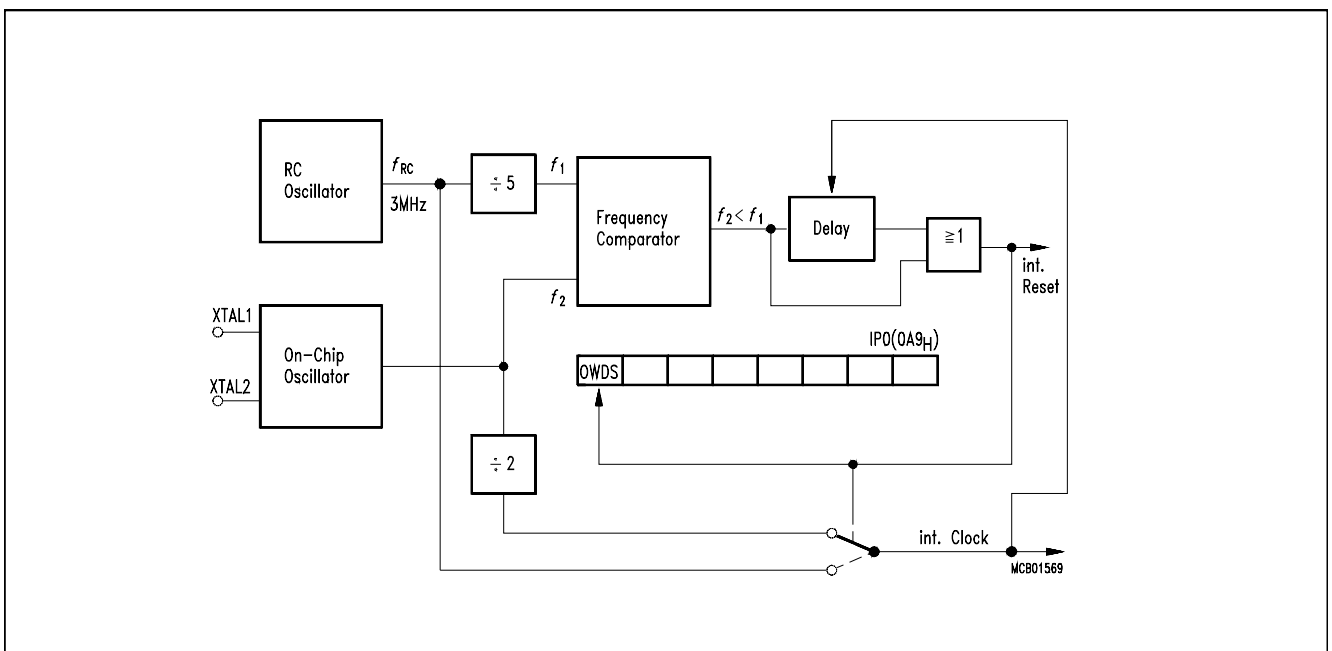 RC
Oscillator
fRC
3MHz
÷ 5
f1
Frequency
Comparator
f2
f2 < f1
Delay
≧1
int.
Reset
XTAL1
XTAL2
On-Chip
Oscillator
IP0(0A9H)
OWDS
÷ 2
int. Clock
MCB01569